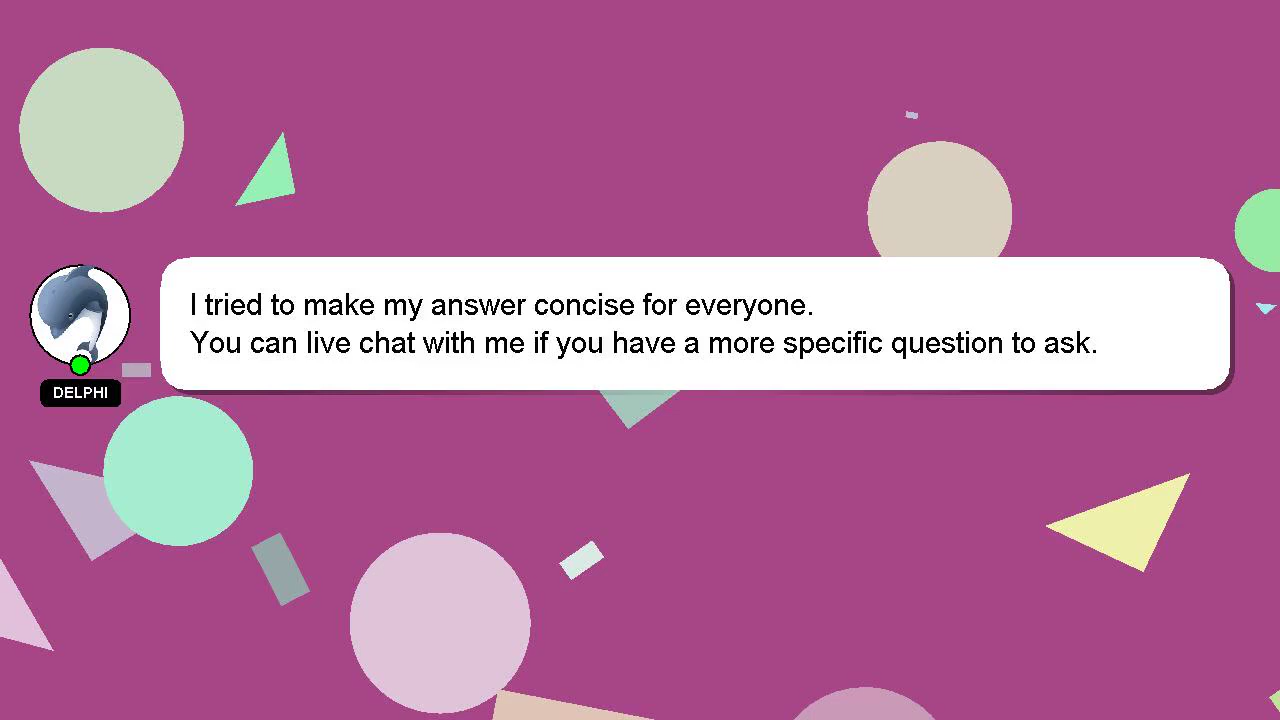 I tried to make my answer concise for everyone.
You can live chat with me if you have a more specific question to ask.
DELPHI